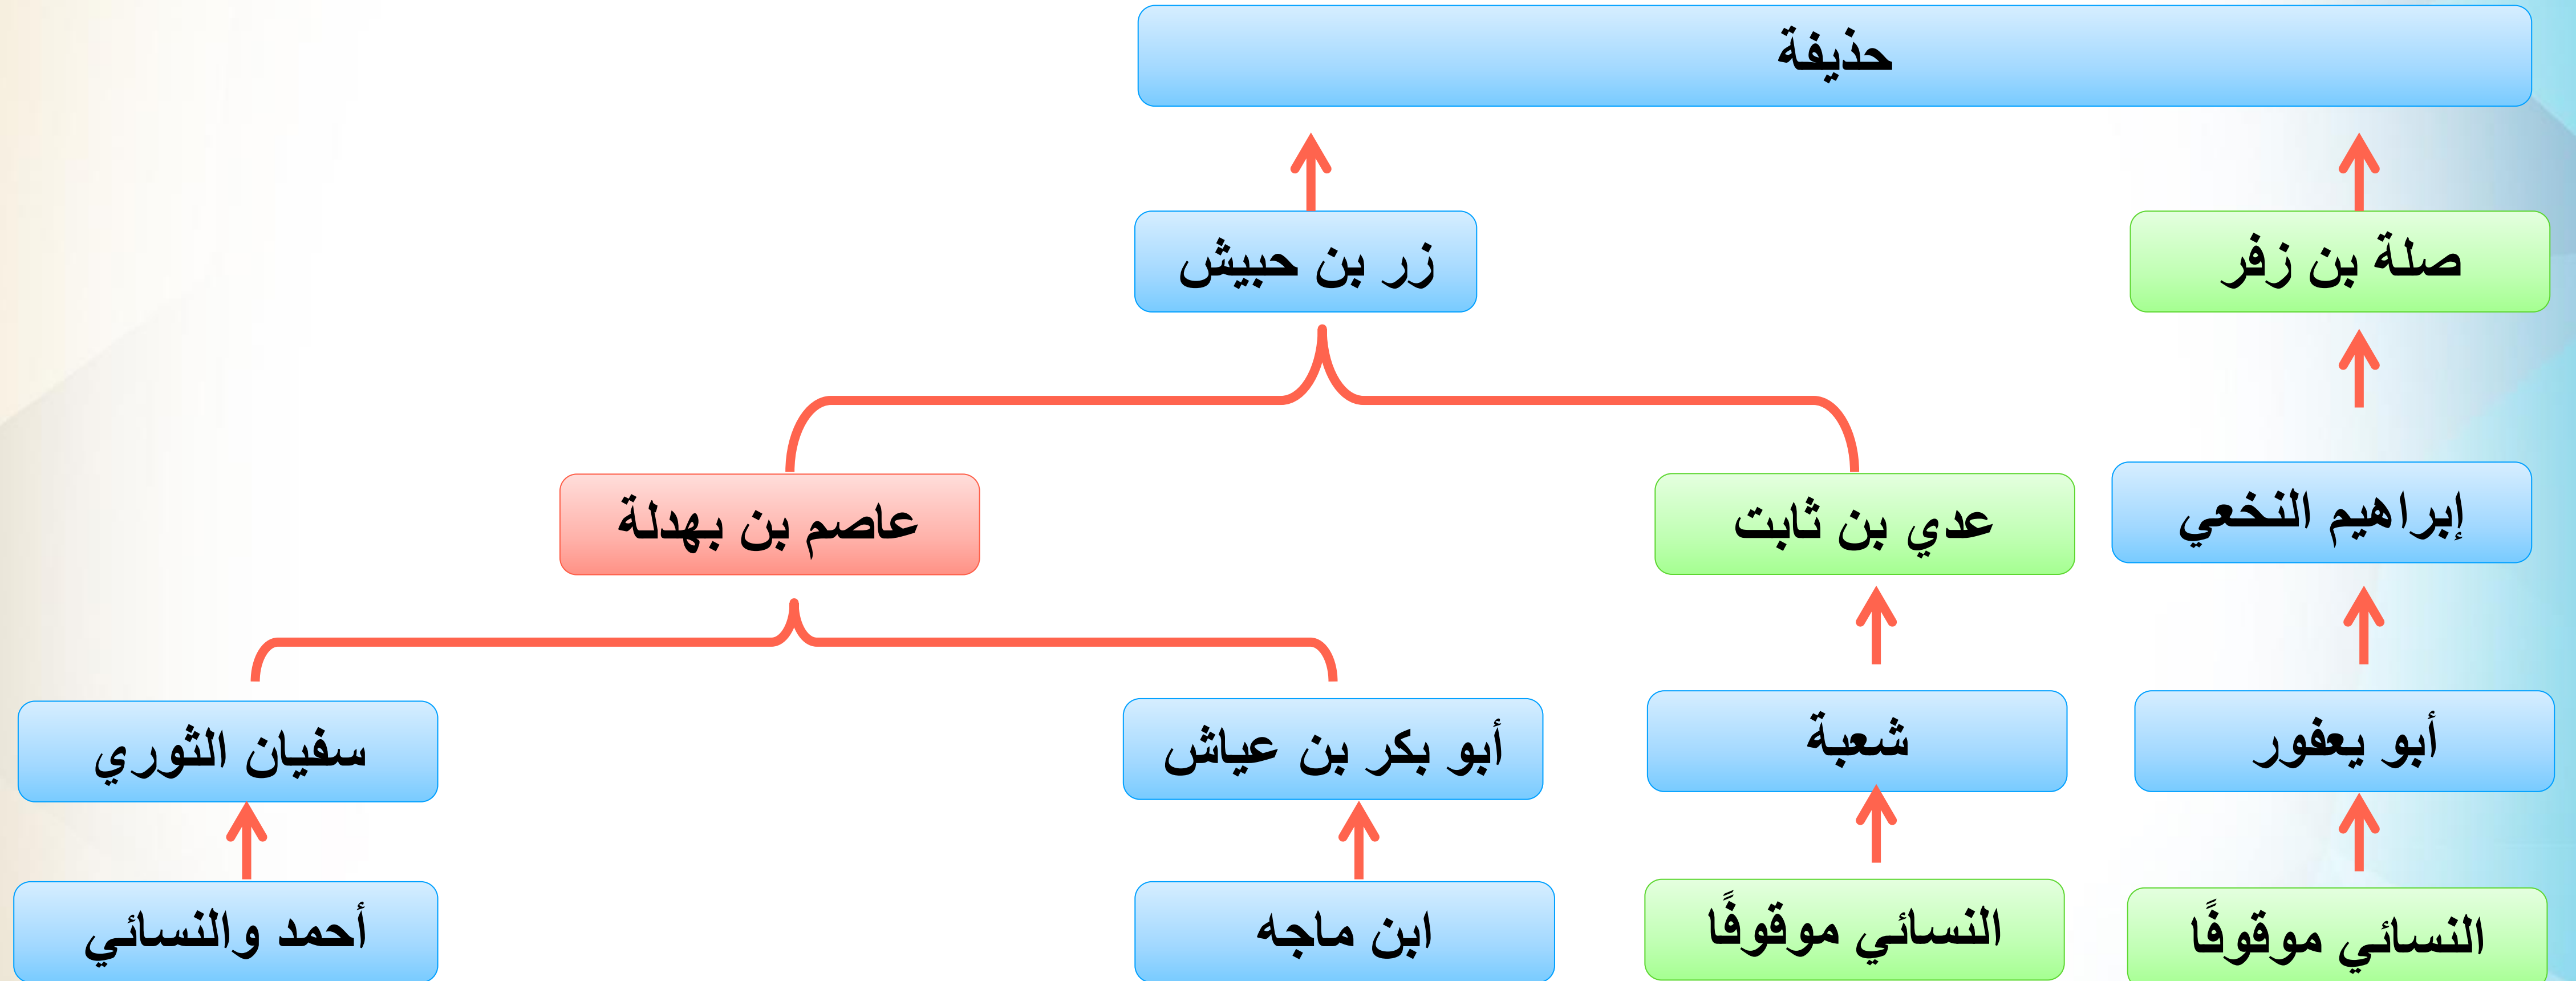 حذيفة
صلة بن زفر
زر بن حبيش
إبراهيم النخعي
عدي بن ثابت
عاصم بن بهدلة
أبو يعفور
شعبة
أبو بكر بن عياش
سفيان الثوري
النسائي موقوفًا
النسائي موقوفًا
ابن ماجه
أحمد والنسائي